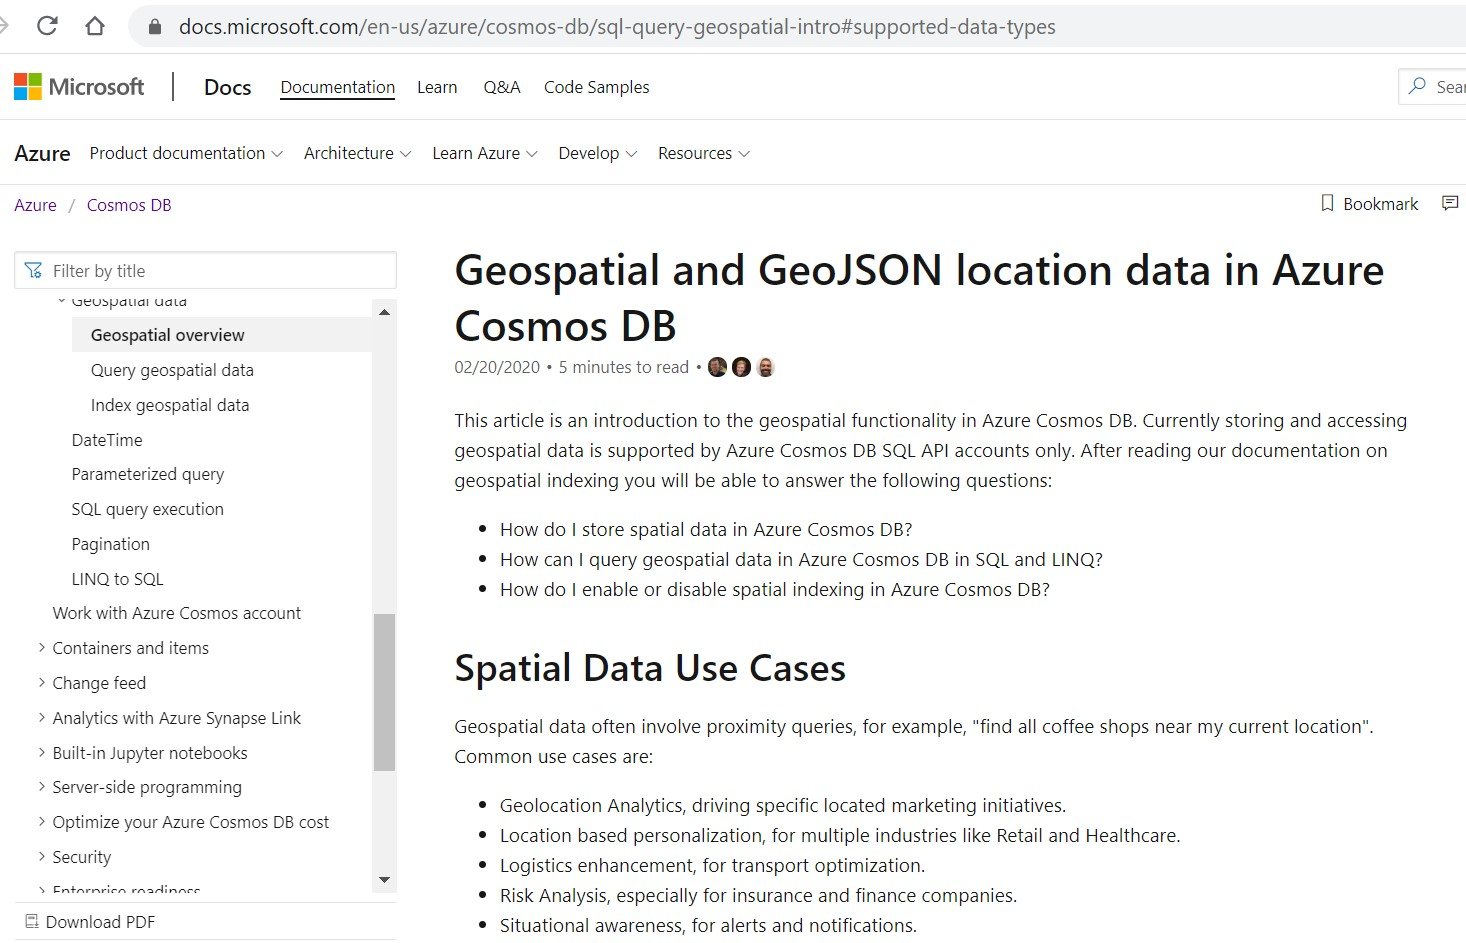 docs.microsoft.com/en-us/azure/cosmos-db/sql-query-geospatial-intro#supported-data-types
Microsoft Docs Documentation Learn Q&A Code Samples Sear
Azure Product documentation Architecture Learn Azure Develop Resources
Azure / Cosmos DB
Bookmark
Filter by title
Geospatial data
Geospatial overview
Query geospatial data
Index geospatial data
DateTime
Parameterized query
SQL query execution
Pagination
LINQ to SQL
Work with Azure Cosmos account
Containers and items
Change feed
Analytics with Azure Synapse Link
Built-in Jupyter notebooks
Server-side programming
Optimize your Azure Cosmos DB cost
Security
Enterprise readiness
Download PDF
Geospatial and GeoJSON location data in Azure
Cosmos DB
02/20/2020 • 5 minutes to read •
This article is an introduction to the geospatial functionality in Azure Cosmos DB. Currently storing and accessing
geospatial data is supported by Azure Cosmos DB SQL API accounts only. After reading our documentation on
geospatial indexing you will be able to answer the following questions:
• How do I store spatial data in Azure Cosmos DB?
• How can I query geospatial data in Azure Cosmos DB in SQL and LINQ?
• How do I enable or disable spatial indexing in Azure Cosmos DB?
Spatial Data Use Cases
Geospatial data often involve proximity queries, for example, "find all coffee shops near my current location".
Common use cases are:
• Geolocation Analytics, driving specific located marketing initiatives.
• Location based personalization, for multiple industries like Retail and Healthcare.
• Logistics enhancement, for transport optimization.
• Risk Analysis, especially for insurance and finance companies.
• Situational awareness, for alerts and notifications.